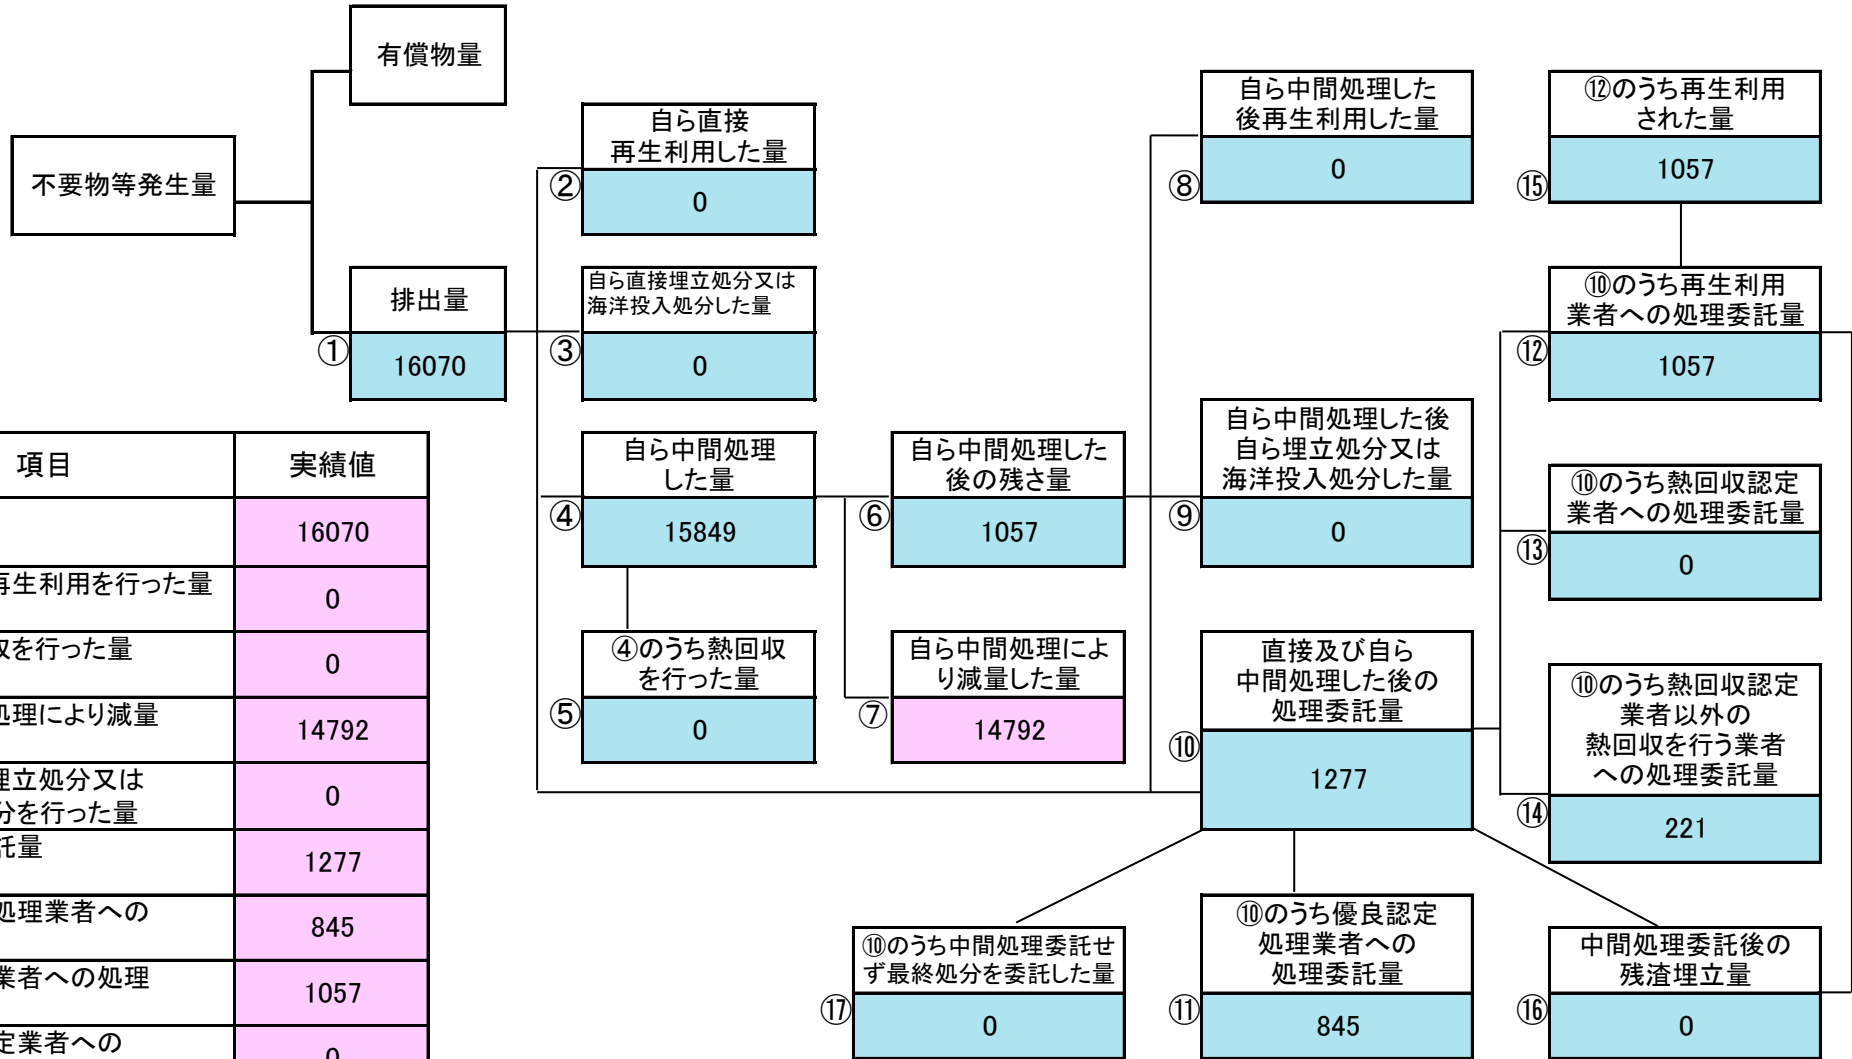 有償物量
不要物等発生量
排出量
①
16070
自ら直接
再生利用した量
②
0
自ら直接埋立処分又は
海洋投入処分した量
③
0
自ら中間処理
した量
④
15849
④のうち熱回収
を行った量
⑤
0
自ら中間処理した
後の残さ量
⑥
1057
自ら中間処理によ
り減量した量
⑦
14792
自ら中間処理した
後再生利用した量
⑧
0
自ら中間処理した後
自ら埋立処分又は
海洋投入処分した量
⑨
0
直接及び自ら
中間処理した後の
処理委託量
⑩
1277
⑫のうち再生利用
された量
⑮
1057
⑩のうち再生利用
業者への処理委託量
⑫
1057
⑩のうち熱回収認定
業者への処理委託量
⑬
0
⑩のうち熱回収認定
業者以外の
熱回収を行う業者
への処理委託量
⑭
221
⑩のうち中間処理委託せ
ず最終処分を委託した量
⑰
0
⑩のうち優良認定
処理業者への
処理委託量
⑪
845
中間処理委託後の
残渣埋立量
⑯
0
項目 実績値
16070
再生利用を行った量 0
を行った量 0
処理により減量 14792
埋立処分又は
分を行った量 0
託量 1277
処理業者への 845
業者への処理 1057
定業者への 0